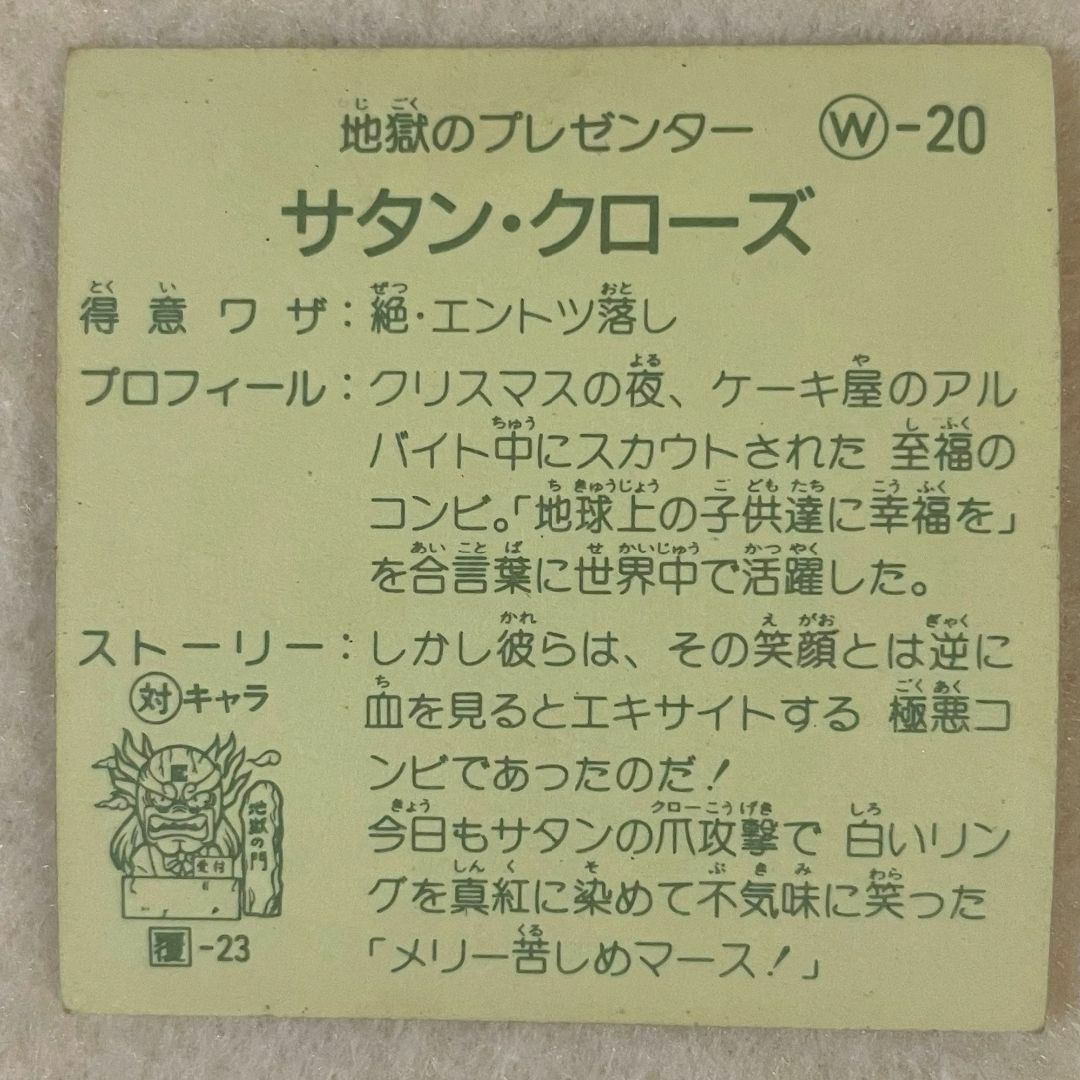 地獄のプレゼンター Ⓦ-20
サタン・クローズ
得意ワザ：絶・エントツ落し
プロフィール：クリスマスの夜、ケーキ屋のアル
バイト中にスカウトされた 至福の
コンビ。「地球上の子供達に幸福を」
を合言葉に世界中で活躍した。
ストーリー：しかし彼らは、その笑顔とは逆に
血を見るとエキサイトする 極悪コ
ンビであったのだ！
今日もサタンの爪攻撃で 白いリン
グを真紅に染めて不気味に笑った
「メリー苦しめマース！」
対キャラ
地獄の門
受付
覆-23